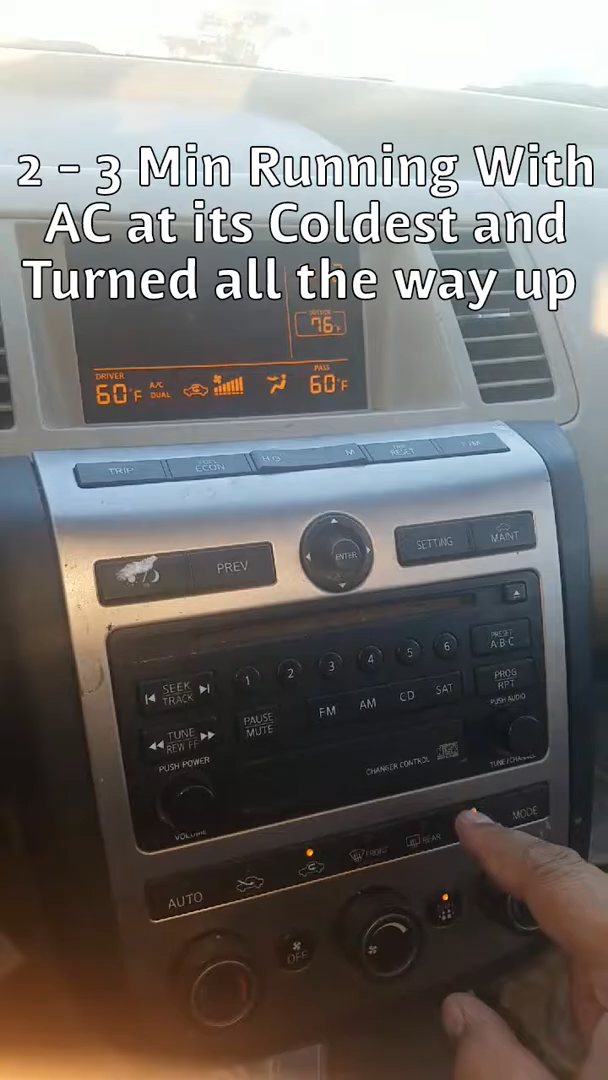 2 - 3 Min Running With
AC at its Coldest and
Turned all the way up
OUTSIDE
76°F
DRIVER
60°F
A/C
DUAL
PASS
60°F
TRIP
ECON
M
RESET
SETTING
MAINT
PREV
ENTER
SEEK
TRACK
1
2
3
4
5
6
PRESET
A·B·C
PROG
RPT
TUNE
REW FF
PAUSE
MUTE
FM
AM
CD
SAT
PUSH AUDIO
PUSH POWER
VOLUME
CHANGER CONTROL
AUTO
FRONT
REAR
MODE
OFF